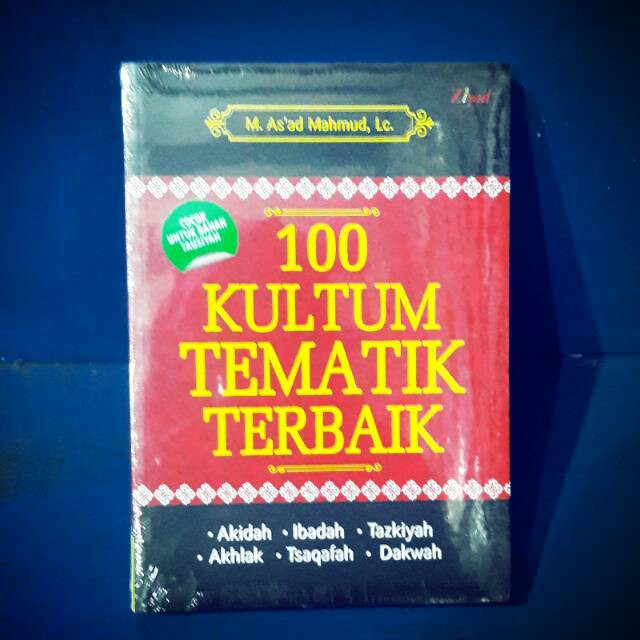 M. As'ad Mahmud, Lc.
COCOK
UNTUK BAHAN
TAUSIYAH
100
KULTUM
TEMATIK
TERBAIK
• Akidah • Ibadah • Tazkiyah
• Akhlak • Tsaqafah • Dakwah